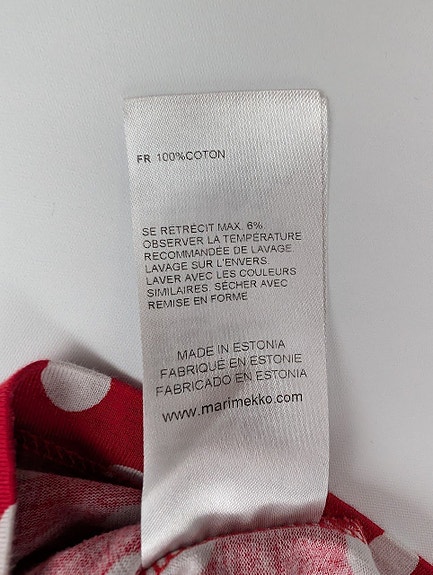 FR 100%COTON
SE RETRÉCIT MAX. 6%
OBSERVER LA TEMPÉRATURE
RECOMMANDÉE DE LAVAGE.
LAVAGE SUR L'ENVERS.
LAVER AVEC LES COULEURS
SIMILAIRES. SÉCHER AVEC
REMISE EN FORME
MADE IN ESTONIA
FABRIQUÉ EN ESTONIE
FABRICADO EN ESTONIA
www.marimekko.com